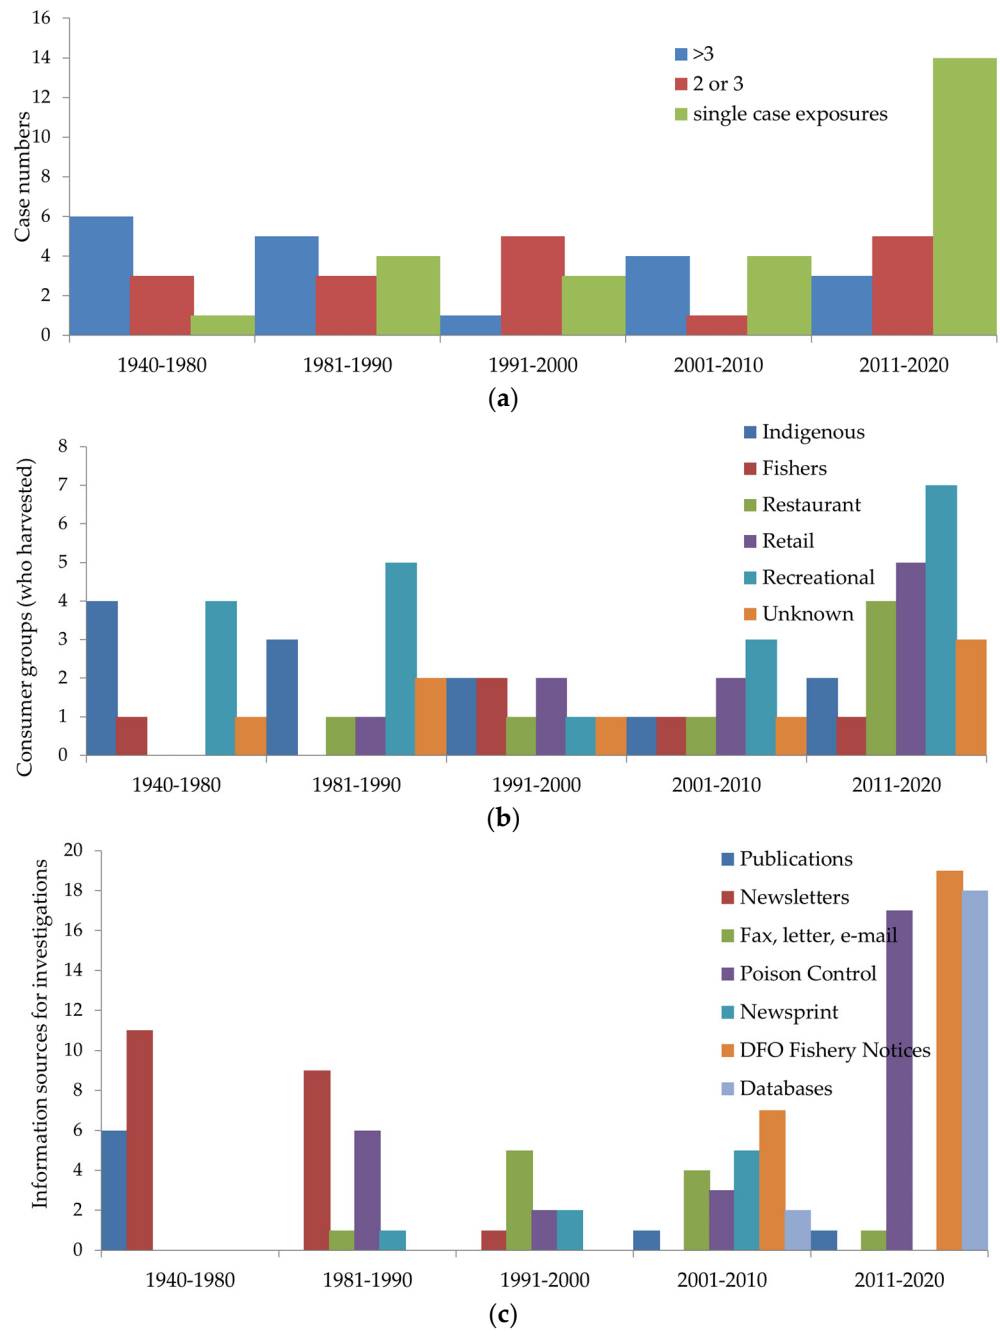 16
14
12
10
8
6
4
2
0
Case numbers
>3
2 or 3
single case exposures
1940-1980 1981-1990 1991-2000 2001-2010 2011-2020
(a)
8
7
6
5
4
3
2
1
0
Consumer groups (who harvested)
Indigenous
Fishers
Restaurant
Retail
Recreational
Unknown
1940-1980 1981-1990 1991-2000 2001-2010 2011-2020
(b)
20
18
16
14
12
10
8
6
4
2
0
Information sources for investigations
Publications
Newsletters
Fax, letter, e-mail
Poison Control
Newsprint
DFO Fishery Notices
Databases
1940-1980 1981-1990 1991-2000 2001-2010 2011-2020
(c)